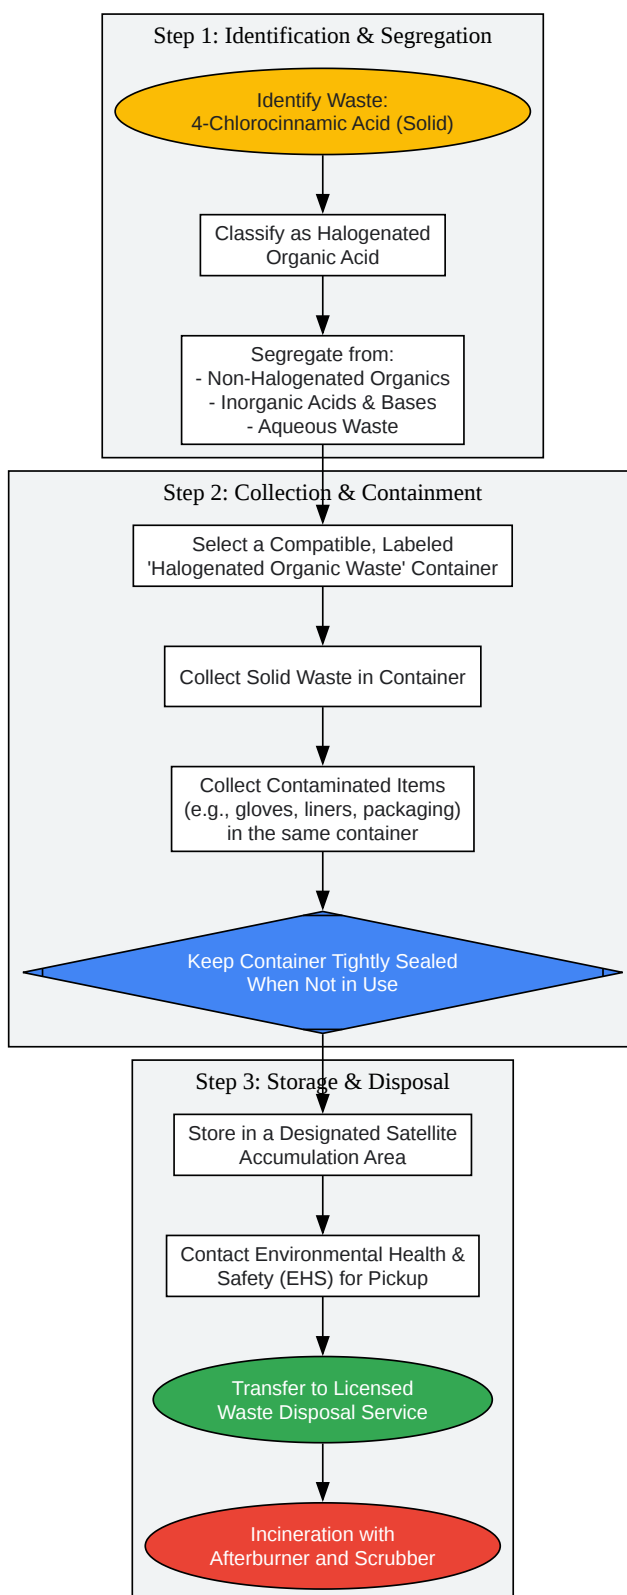 Step 1: Identification & Segregation
Identify Waste:
4-Chlorocinnamic Acid (Solid)
Classify as Halogenated
Organic Acid
Segregate from:
- Non-Halogenated Organics
- Inorganic Acids & Bases
- Aqueous Waste
Step 2: Collection & Containment
Select a Compatible, Labeled
'Halogenated Organic Waste' Container
Collect Solid Waste in Container
Collect Contaminated Items
(e.g., gloves, liners, packaging)
in the same container
Keep Container Tightly Sealed
When Not in Use
Step 3: Storage & Disposal
Store in a Designated Satellite
Accumulation Area
Contact Environmental Health &
Safety (EHS) for Pickup
Transfer to Licensed
Waste Disposal Service
Incineration with
Afterburner and Scrubber